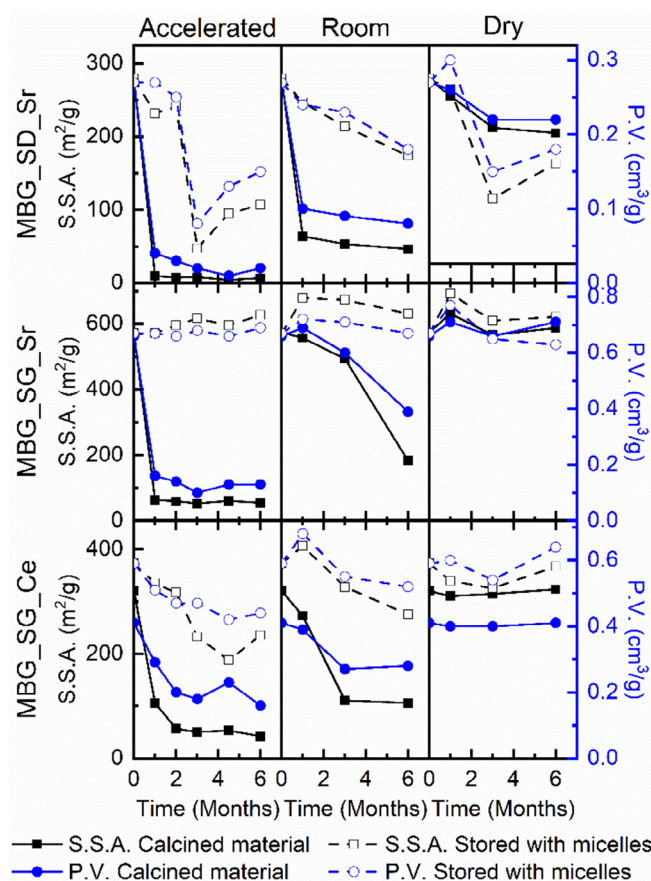 Accelerated Room Dry
MBG_SD_Sr
S.S.A. (m²/g)
300
200
100
0
0.3
0.2
0.1
0.0
P.V. (cm³/g)
MBG_SG_Sr
S.S.A. (m²/g)
600
400
200
0
0.8
0.6
0.4
0.2
0.0
P.V. (cm³/g)
MBG_SG_Ce
S.S.A. (m²/g)
400
200
0
0.6
0.4
0.2
0.0
P.V. (cm³/g)
0 2 4 6 0 2 4 6 0 2 4 6
Time (Months) Time (Months) Time (Months)
S.S.A. Calcined material S.S.A. Stored with micelles
P.V. Calcined material P.V. Stored with micelles